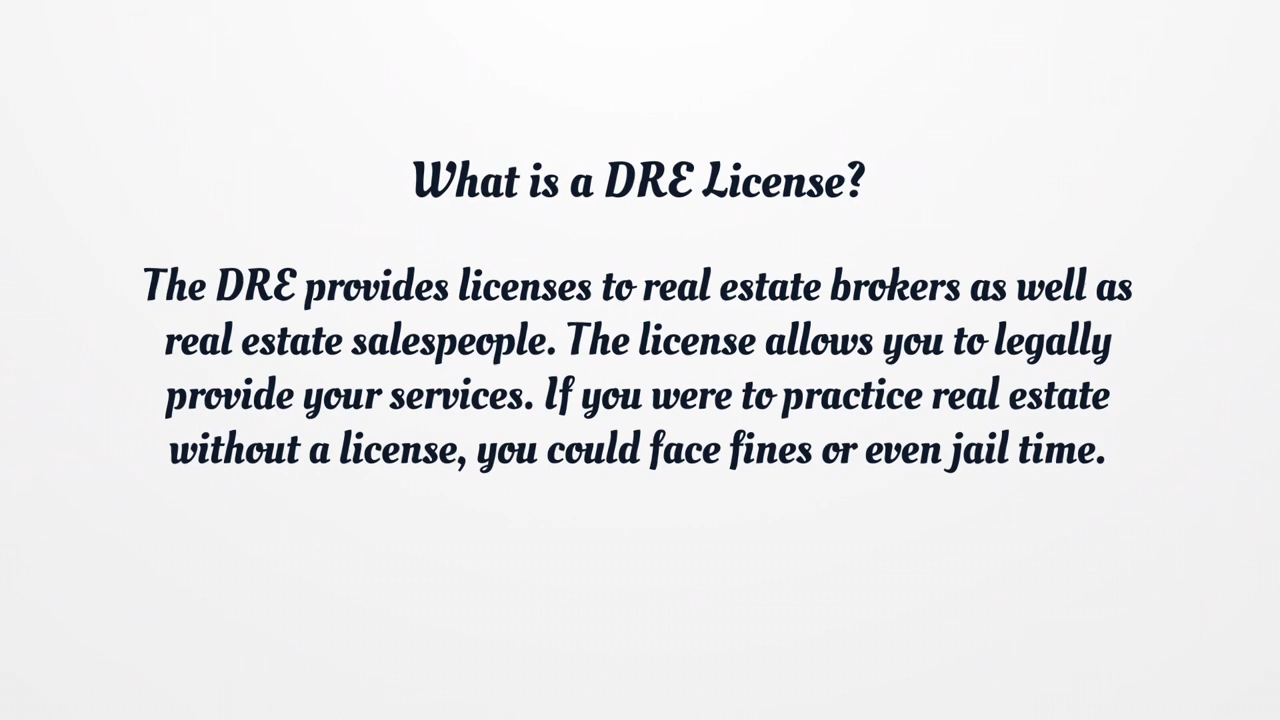 What is a DRE License?
The DRE provides licenses to real estate brokers as well as
real estate salespeople. The license allows you to legally
provide your services. If you were to practice real estate
without a license, you could face fines or even jail time.